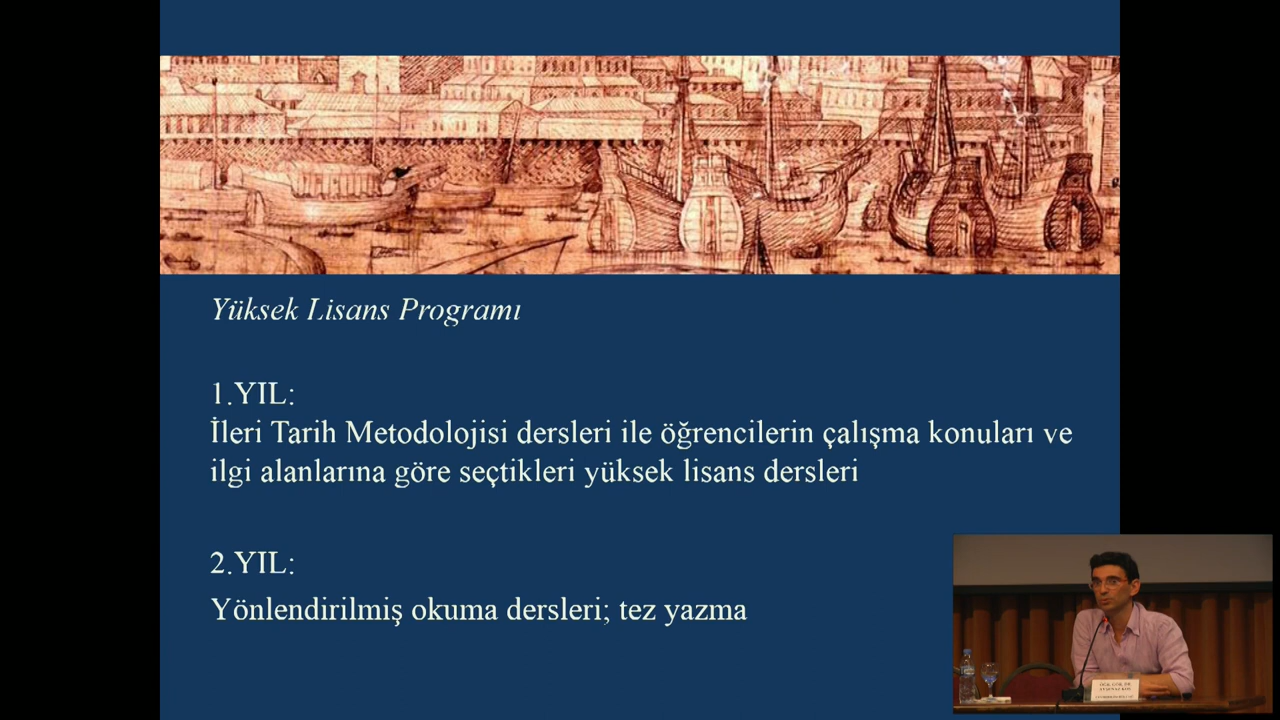 Yüksek Lisans Programı
1.YIL:
İleri Tarih Metodolojisi dersleri ile öğrencilerin çalışma konuları ve
ilgi alanlarına göre seçtikleri yüksek lisans dersleri
2.YIL:
Yönlendirilmiş okuma dersleri; tez yazma